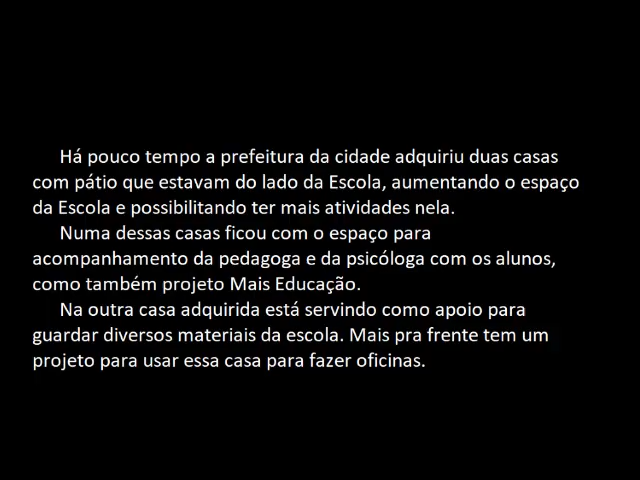 Há pouco tempo a prefeitura da cidade adquiriu duas casas
com pátio que estavam do lado da Escola, aumentando o espaço
da Escola e possibilitando ter mais atividades nela.
Numa dessas casas ficou com o espaço para
acompanhamento da pedagoga e da psicóloga com os alunos,
como também projeto Mais Educação.
Na outra casa adquirida está servindo como apoio para
guardar diversos materiais da escola. Mais pra frente tem um
projeto para usar essa casa para fazer oficinas.